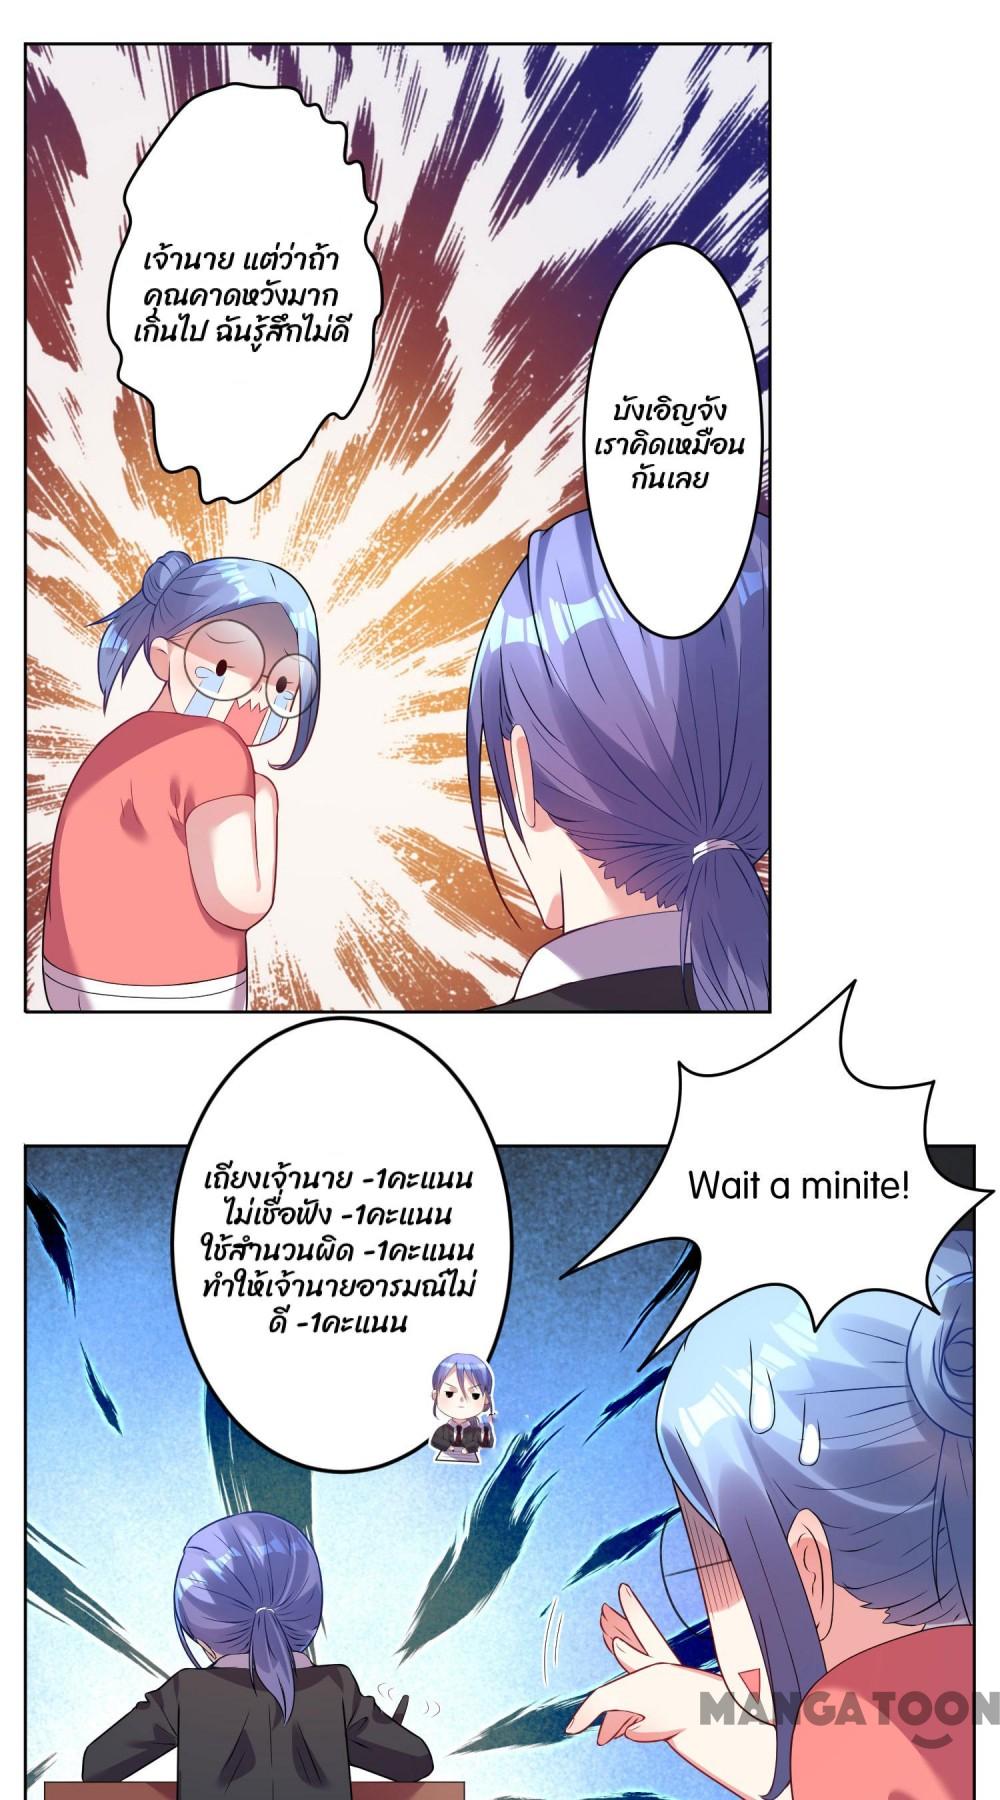 เจ้านาย แต่ว่าถ้า
คุณคาดหวังมาก
เกินไป ฉันรู้สึกไม่ดี
บังเอิญจัง
เราคิดเหมือน
กันเลย
เถียงเจ้านาย -1คะแนน
ไม่เชื่อฟัง -1คะแนน
ใช้สำนวนผิด -1คะแนน
ทำให้เจ้านายอารมณ์ไม่
ดี -1คะแนน
Wait a minite!
MANGATOON